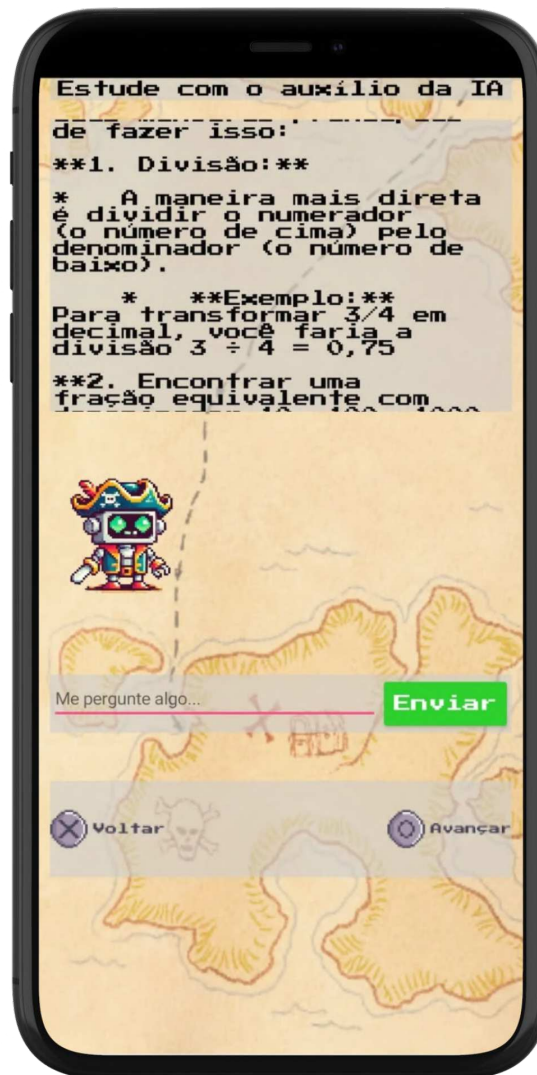 Estude com o auxílio da IA
de fazer isso:
**1. Divisão:**
* A maneira mais direta
é dividir o numerador
(o número de cima) pelo
denominador (o número de
baixo).
* **Exemplo:**
Para transformar 3/4 em
decimal, você faria a
divisão 3 ÷ 4 = 0,75
**2. Encontrar uma
fração equivalente com
Me pergunte algo...
Enviar
Voltar
Avançar